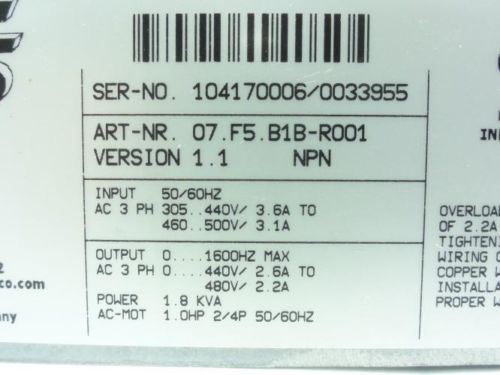 SER-NO. 104170006/0033955
ART-NR. 07.F5.B1B-R001
VERSION 1.1 NPN
INPUT 50/60HZ
AC 3 PH 305..440V/ 3.6A TO
460..500V/ 3.1A
OUTPUT 0....1600HZ MAX
AC 3 PH 0....440V/ 2.6A TO
480V/ 2.2A
POWER 1.8 KVA
AC-MOT 1.0HP 2/4P 50/60HZ
2
co.com
any
OVERLOA
OF 2.2A
TIGHTENI
WIRING
COPPER W
INSTALLA
PROPER W